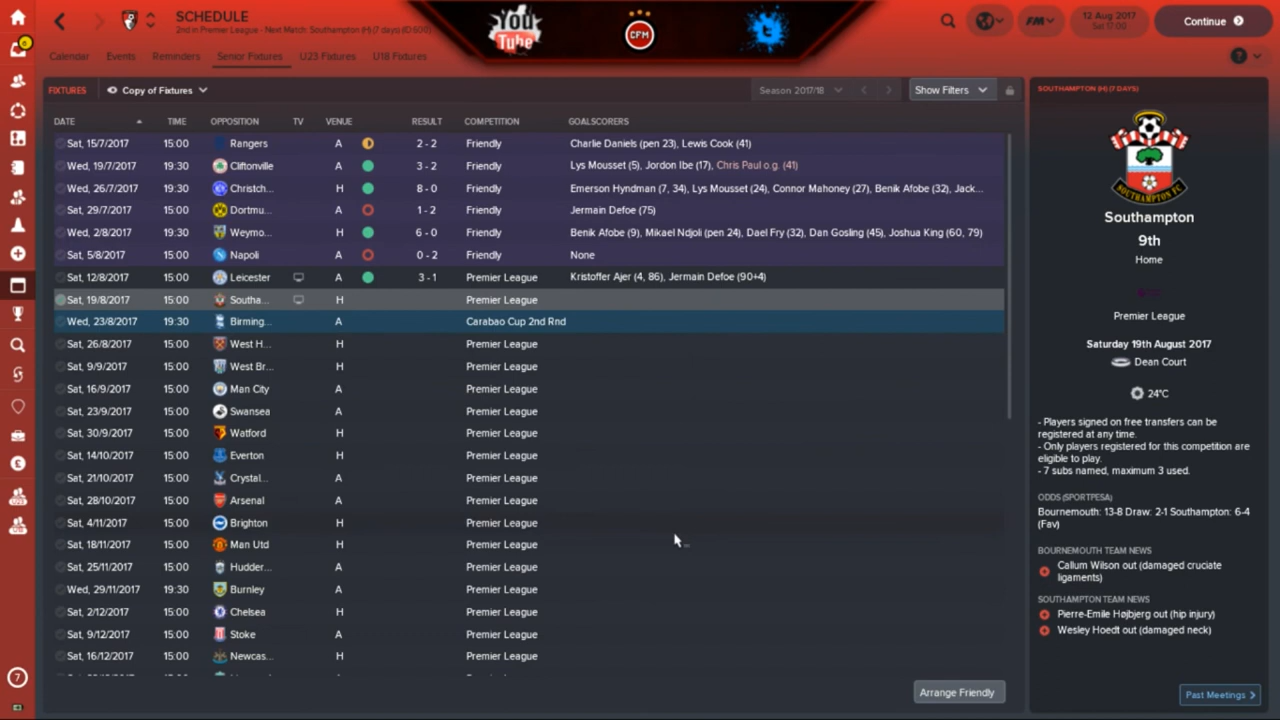 SCHEDULE
2nd in Premier League - Next Match: Southampton (H) (7 days) (ID:600)
You
Tube
CFM
FM
12 Aug 2017
Sat 17:00
Continue
Calendar Events Reminders Senior Fixtures U23 Fixtures U18 Fixtures
FIXTURES Copy of Fixtures Season 2017/18 Show Filters
DATE TIME OPPOSITION TV VENUE RESULT COMPETITION GOALSCORERS
Sat, 15/7/2017 15:00 Rangers A 2 - 2 Friendly Charlie Daniels (pen 23), Lewis Cook (41)
Wed, 19/7/2017 19:30 Cliftonville A 3 - 2 Friendly Lys Mousset (5), Jordon Ibe (17), Chris Paul o.g. (41)
Wed, 26/7/2017 19:30 Christch... H 8 - 0 Friendly Emerson Hyndman (7, 34), Lys Mousset (24), Connor Mahoney (27), Benik Afobe (32), Jack...
Sat, 29/7/2017 15:00 Dortmu... A 1 - 2 Friendly Jermain Defoe (75)
Wed, 2/8/2017 19:30 Weymo... H 6 - 0 Friendly Benik Afobe (9), Mikael Ndjoli (pen 24), Dael Fry (32), Dan Gosling (45), Joshua King (60, 79)
Sat, 5/8/2017 15:00 Napoli A 0 - 2 Friendly None
Sat, 12/8/2017 15:00 Leicester A 3 - 1 Premier League Kristoffer Ajer (4, 86), Jermain Defoe (90+4)
Sat, 19/8/2017 15:00 Southa... H Premier League
Wed, 23/8/2017 19:30 Birming... A Carabao Cup 2nd Rnd
Sat, 26/8/2017 15:00 West H... H Premier League
Sat, 9/9/2017 15:00 West Br... H Premier League
Sat, 16/9/2017 15:00 Man City A Premier League
Sat, 23/9/2017 15:00 Swansea A Premier League
Sat, 30/9/2017 15:00 Watford H Premier League
Sat, 14/10/2017 15:00 Everton H Premier League
Sat, 21/10/2017 15:00 Crystal... A Premier League
Sat, 28/10/2017 15:00 Arsenal A Premier League
Sat, 4/11/2017 15:00 Brighton H Premier League
Sat, 18/11/2017 15:00 Man Utd H Premier League
Sat, 25/11/2017 15:00 Hudder... A Premier League
Wed, 29/11/2017 19:30 Burnley A Premier League
Sat, 2/12/2017 15:00 Chelsea H Premier League
Sat, 9/12/2017 15:00 Stoke A Premier League
Sat, 16/12/2017 15:00 Newcas... H Premier League
Arrange Friendly
SOUTHAMPTON (H) (7 DAYS)
SOUTHAMPTON FC
Southampton
9th
Home
Premier League
Saturday 19th August 2017
Dean Court
24°C
- Players signed on free transfers can be
registered at any time.
- Only players registered for this competition are
eligible to play.
- 7 subs named, maximum 3 used.
ODDS (SPORTPESA)
Bournemouth: 13-8 Draw: 2-1 Southampton: 6-4
(Fav)
BOURNEMOUTH TEAM NEWS
Callum Wilson out (damaged cruciate
ligaments)
SOUTHAMPTON TEAM NEWS
Pierre-Emile Højbjerg out (hip injury)
Wesley Hoedt out (damaged neck)
Past Meetings
U23
U18
7